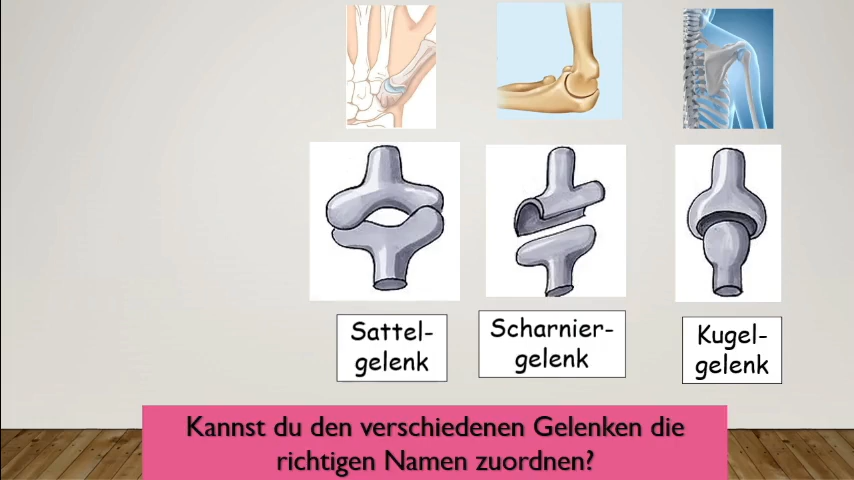 Sattel-
gelenk
Scharnier-
gelenk
Kugel-
gelenk
Kannst du den verschiedenen Gelenken die
richtigen Namen zuordnen?